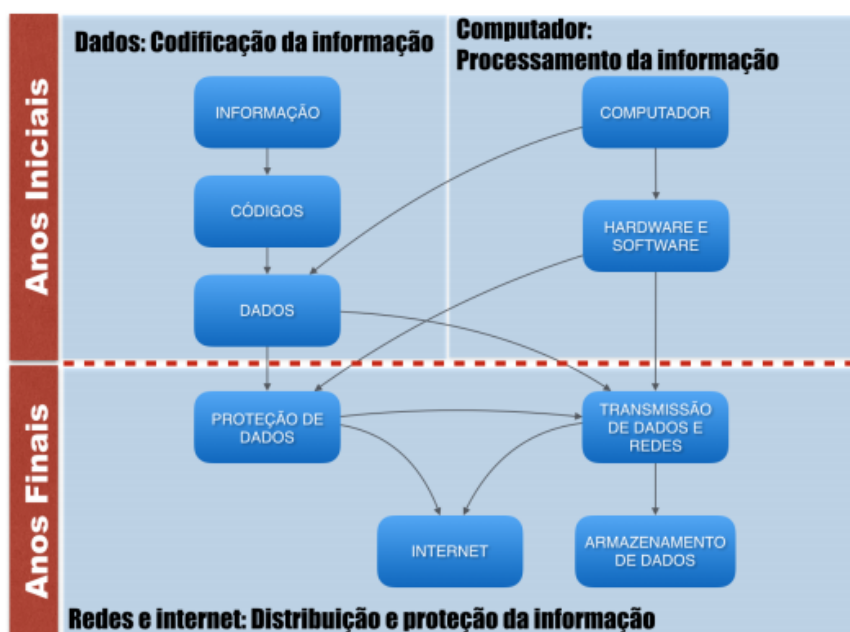 Anos Iniciais
Dados: Codificação da informação
Computador:
Processamento da informação
INFORMAÇÃO
COMPUTADOR
CÓDIGOS
HARDWARE E
SOFTWARE
DADOS
Anos Finais
PROTEÇÃO DE
DADOS
TRANSMISSÃO
DE DADOS E
REDES
INTERNET
ARMAZENAMENTO
DE DADOS
Redes e internet: Distribuição e proteção da informação